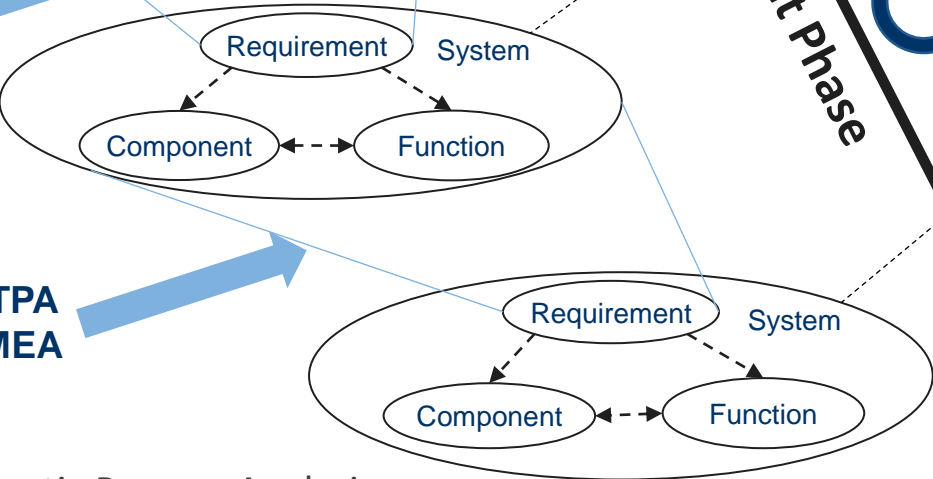 Requirement
System
Component
Function
t Phase
TPA
MEA
Requirement
System
Component
Function